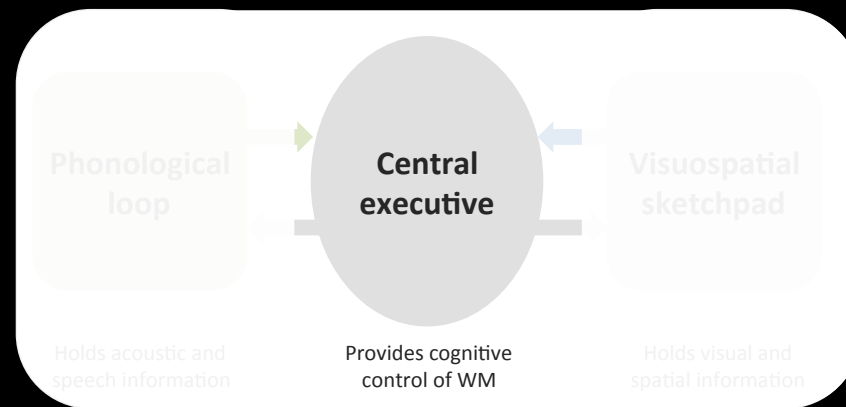 Phonological
loop
Central
executive
Visuospatial
sketchpad
Holds acoustic and
speech information
Provides cognitive
control of WM
Holds visual and
spatial information